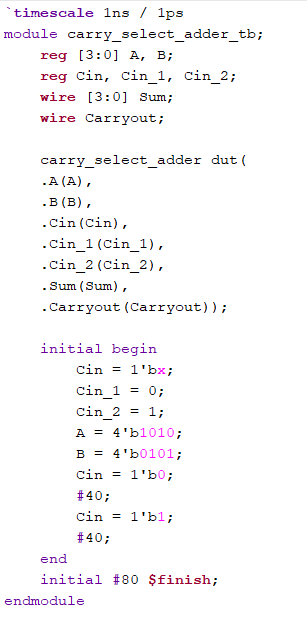 `timescale 1ns / 1ps
module carry_select_adder_tb;
reg [3:0] A, B;
reg Cin, Cin_1, Cin_2;
wire [3:0] Sum;
wire Carryout;
carry_select_adder dut(
.A(A),
.B(B),
.Cin(Cin),
.Cin_1(Cin_1),
.Cin_2(Cin_2),
.Sum(Sum),
.Carryout(Carryout));
initial begin
Cin = 1'bx;
Cin_1 = 0;
Cin_2 = 1;
A = 4'b1010;
B = 4'b0101;
Cin = 1'b0;
#40;
Cin = 1'b1;
#40;
end
initial #80 $finish;
endmodule